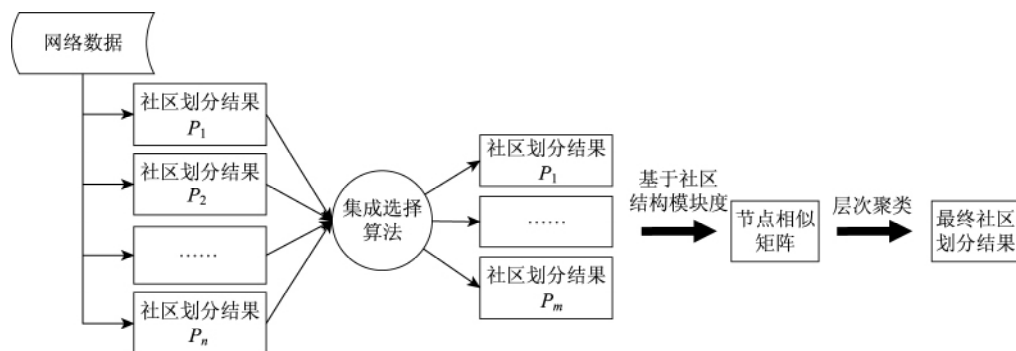 网络数据
社区划分结果
P1
社区划分结果
P2
……
社区划分结果
Pn
集成选择
算法
社区划分结果
P1
……
社区划分结果
Pm
基于社区
结构模块度
节点相似
矩阵
层次聚类
最终社区
划分结果